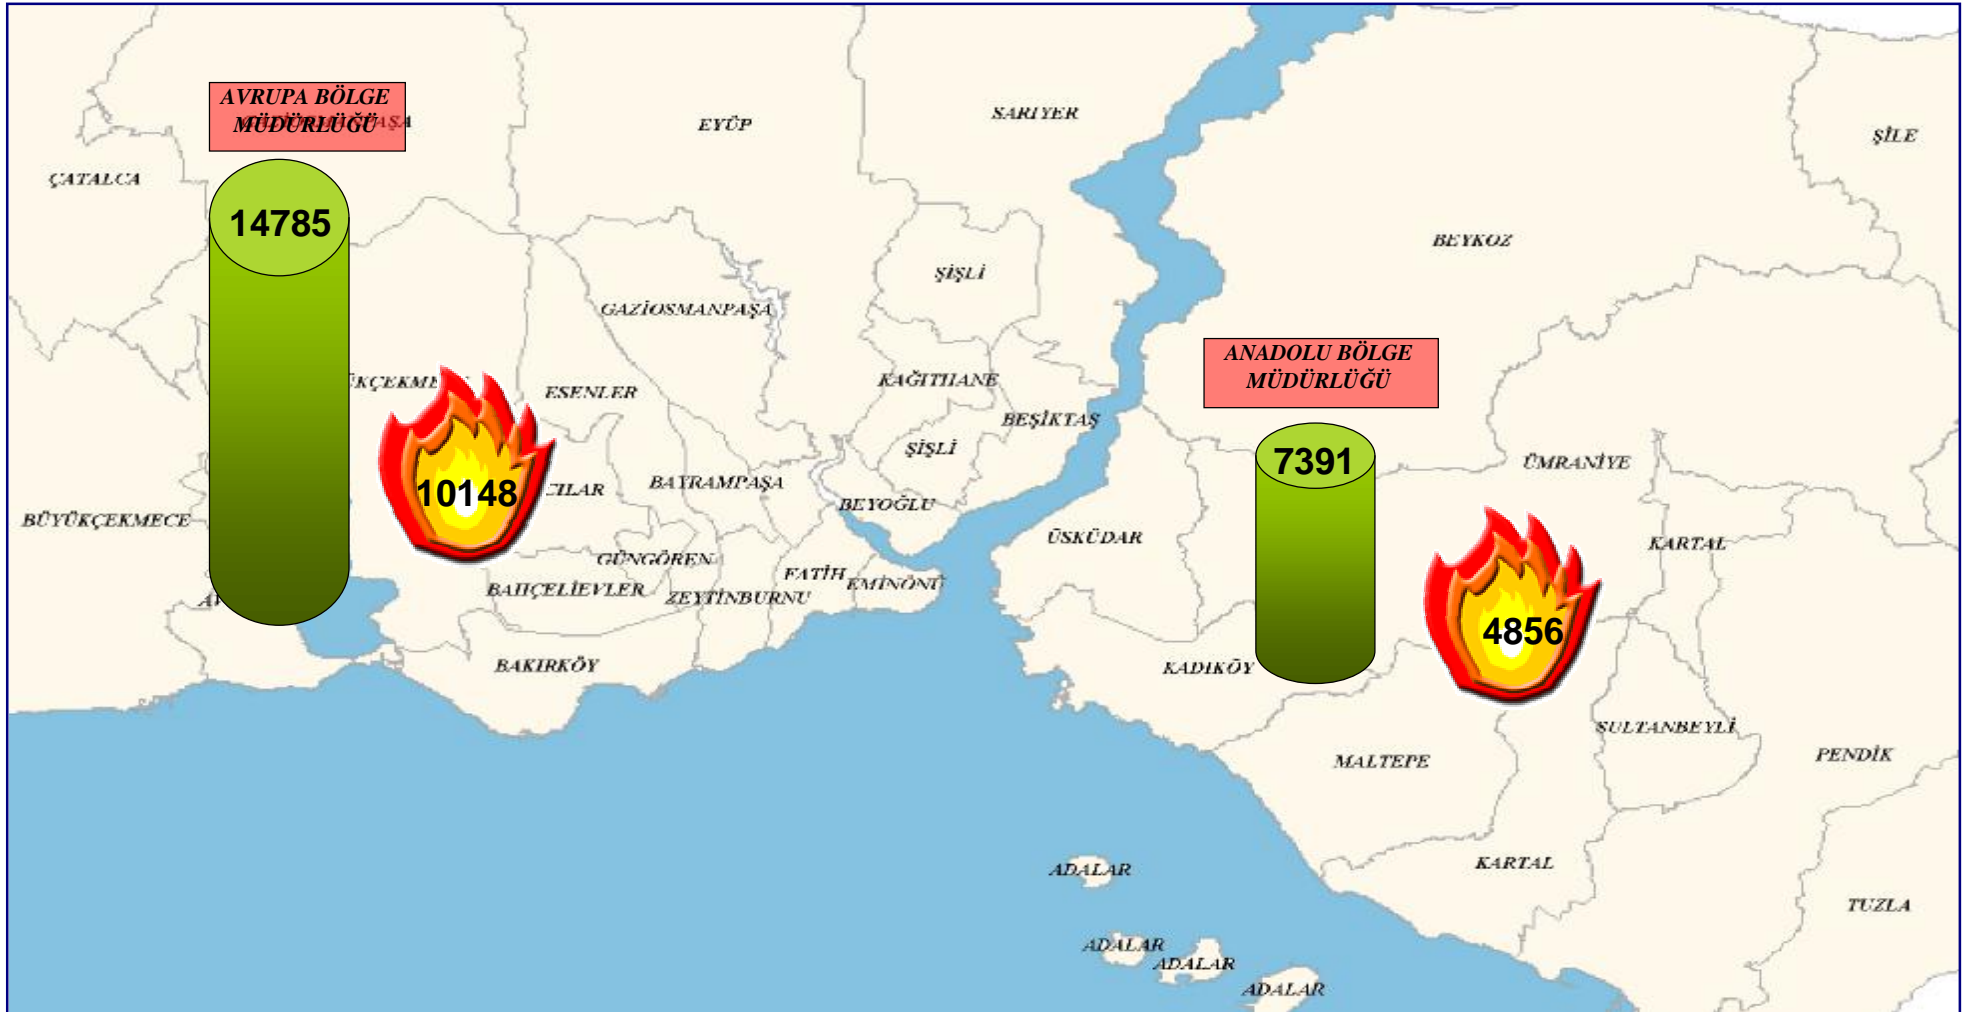 AVRUPA BÖLGE
MÜDÜRLÜĞÜ
SARIYER
EYÜP
ŞİLE
ÇATALCA
14785
BEYKOZ
ŞİŞLİ
GAZİOSMANPAŞA
ANADOLU BÖLGE
MÜDÜRLÜĞÜ
KAĞITHANE
ESENLER
BEŞİKTAŞ
ŞİŞLİ
7391
ÜMRANİYE
BAYRAMPAŞA
10148
BEYOĞLU
BÜYÜKÇEKMECE
ÜSKÜDAR
KARTAL
GÜNGÖREN
FATİH
EMİNÖNÜ
BAHÇELİEVLER
ZEYTİNBURNU
4856
BAKIRKÖY
KADIKÖY
SULTANBEYLİ
PENDİK
MALTEPE
KARTAL
ADALAR
TUZLA
ADALAR
ADALAR
ADALAR